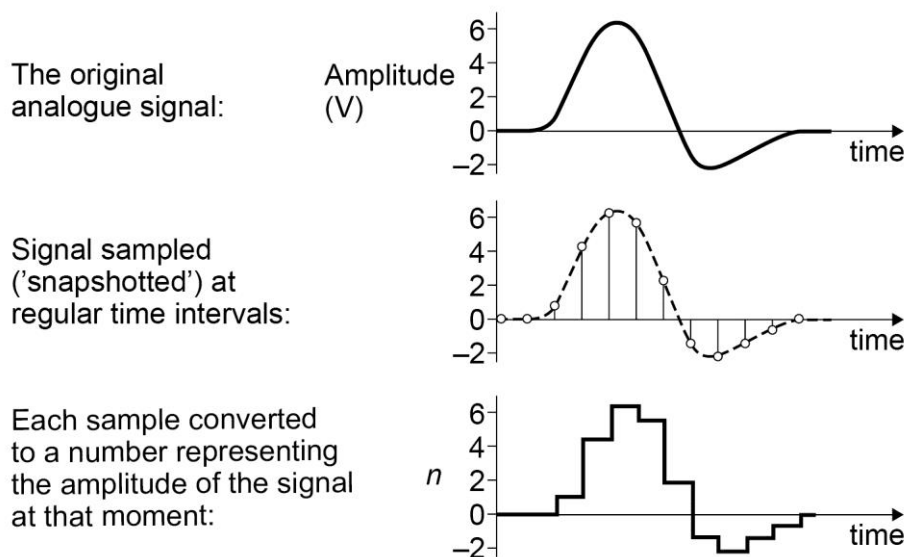 The original
analogue signal:
Amplitude
(V)
6
4
2
0
–2
time
Signal sampled
('snapshotted') at
regular time intervals:
6
4
2
0
–2
time
Each sample converted
to a number representing
the amplitude of the signal
at that moment:
n
6
4
2
0
–2
time